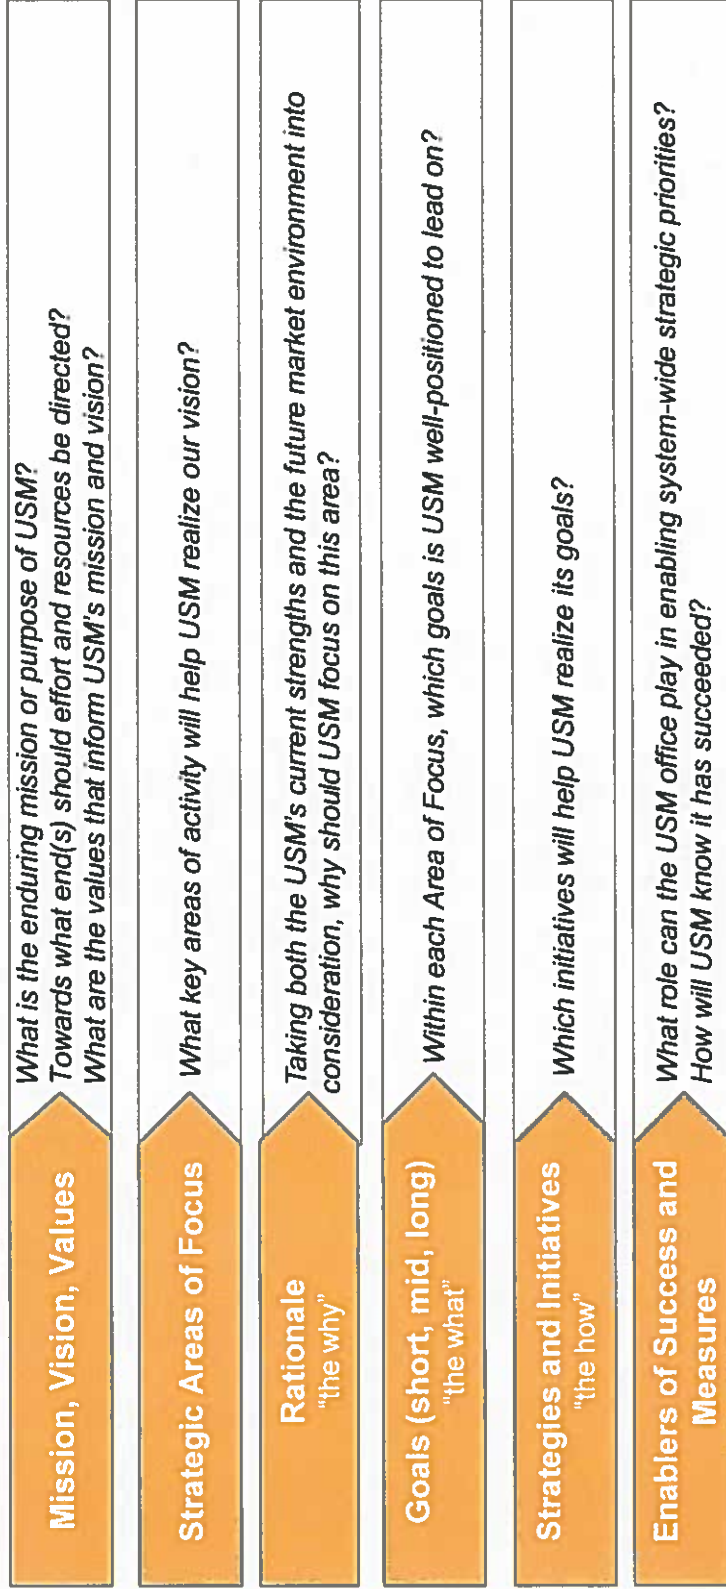 Mission, Vision, Values
What is the enduring mission or purpose of USM?
Towards what end(s) should effort and resources be directed?
What are the values that inform USM's mission and vision?
Strategic Areas of Focus
What key areas of activity will help USM realize our vision?
Rationale
"the why"
Taking both the USM's current strengths and the future market environment into
consideration, why should USM focus on this area?
Goals (short, mid, long)
"the what"
Within each Area of Focus, which goals is USM well-positioned to lead on?
Strategies and Initiatives
"the how"
Which initiatives will help USM realize its goals?
Enablers of Success and
Measures
What role can the USM office play in enabling system-wide strategic priorities?
How will USM know it has succeeded?